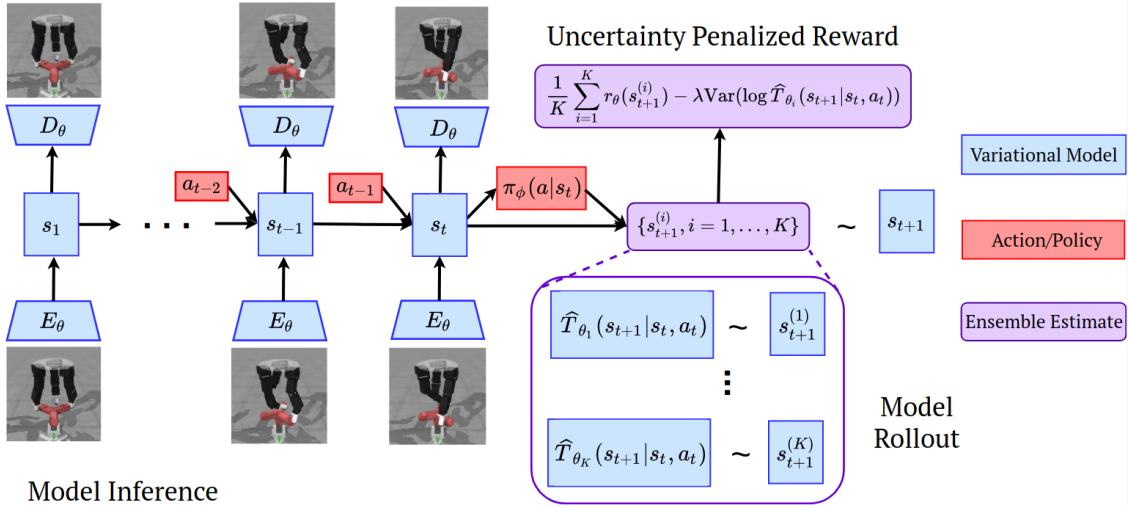 Uncertainty Penalized Reward
$\frac{1}{K}\sum_{i=1}^{K} r_\theta(s_{t+1}^{(i)}) - \lambda \mathrm{Var}(\log \widehat{T}_{\theta_i}(s_{t+1}|s_t, a_t))$
$D_\theta$ $D_\theta$ $D_\theta$
Variational Model
$a_{t-2}$ $a_{t-1}$ $\pi_\phi(a|s_t)$
$s_1$ · · · $s_{t-1}$ $s_t$ $\{s_{t+1}^{(i)}, i = 1, \ldots, K\}$ ~ $s_{t+1}$
Action/Policy
$E_\theta$ $E_\theta$ $E_\theta$
Ensemble Estimate
$\widehat{T}_{\theta_1}(s_{t+1}|s_t, a_t)$ ~ $s_{t+1}^{(1)}$
⋮
$\widehat{T}_{\theta_K}(s_{t+1}|s_t, a_t)$ ~ $s_{t+1}^{(K)}$
Model
Rollout
Model Inference